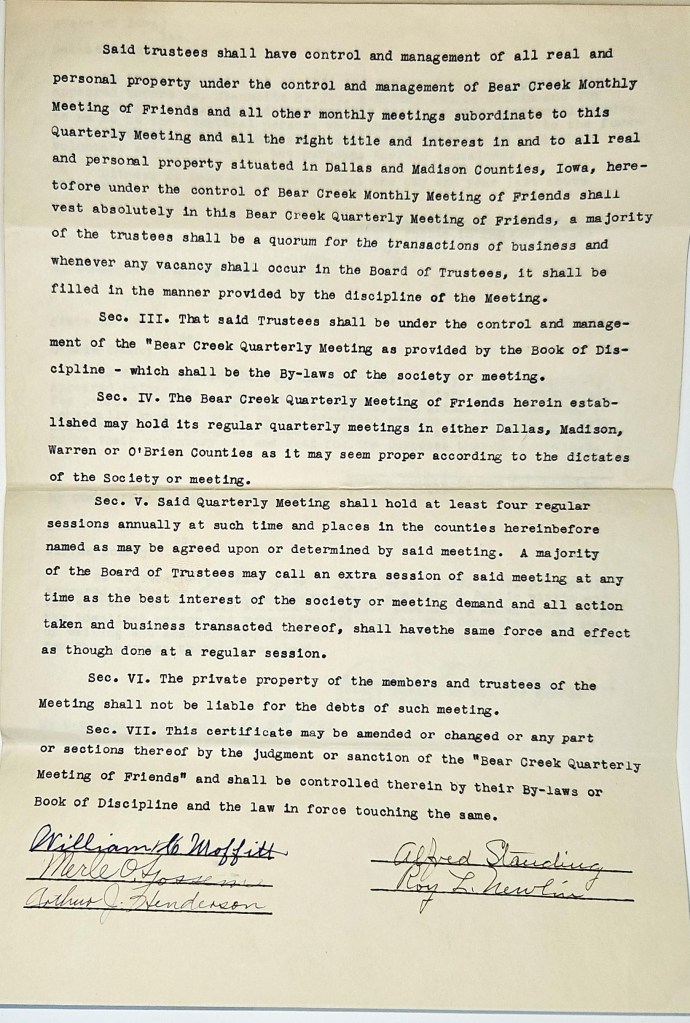 Said trustees shall have control and management of all real and
personal property under the control and management of Bear Creek Monthly
Meeting of Friends and all other monthly meetings subordinate to this
Quarterly Meeting and all the right title and interest in and to all real
and personal property situated in Dallas and Madison Counties, Iowa, here-
tofore under the control of Bear Creek Monthly Meeting of Friends shall
vest absolutely in this Bear Creek Quarterly Meeting of Friends, a majority
of the trustees shall be a quorum for the transactions of business and
whenever any vacancy shall occur in the Board of Trustees, it shall be
filled in the manner provided by the discipline of the Meeting.
Sec. III. That said Trustees shall be under the control and manage-
ment of the "Bear Creek Quarterly Meeting as provided by the Book of Dis-
cipline - which shall be the By-laws of the society or meeting.
Sec. IV. The Bear Creek Quarterly Meeting of Friends herein estab-
lished may hold its regular quarterly meetings in either Dallas, Madison,
Warren or O'Brien Counties as it may seem proper according to the dictates
of the Society or meeting.
Sec. V. Said Quarterly Meeting shall hold at least four regular
sessions annually at such time and places in the counties hereinbefore
named as may be agreed upon or determined by said meeting. A majority
of the Board of Trustees may call an extra session of said meeting at any
time as the best interest of the society or meeting demand and all action
taken and business transacted thereof, shall havethe same force and effect
as though done at a regular session.
Sec. VI. The private property of the members and trustees of the
Meeting shall not be liable for the debts of such meeting.
Sec. VII. This certificate may be amended or changed or any part
or sections thereof by the judgment or sanction of the "Bear Creek Quarterly
Meeting of Friends" and shall be controlled therein by their By-laws or
Book of Discipline and the law in force touching the same.
William Moffitt
Alfred Standing
Merle O.
Roy L. Newlin
Arthur J. Henderson